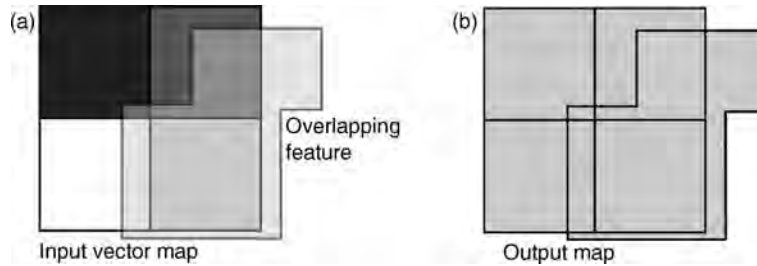 (a)
Overlapping
feature
Input vector map
(b)
Output map